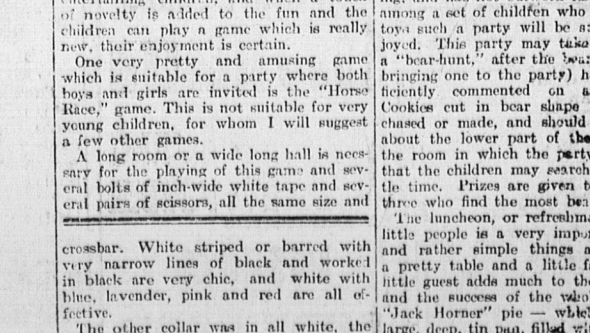 of novelty is added to the fun and the
children can play a game which is really
new, their enjoyment is certain.
One very pretty and amusing game
which is suitable for a party where both
boys and girls are invited is the "Horse
Race," game. This is not suitable for very
young children, for whom I will suggest
a few other games.
A long room or a wide long hall is neces-
sary for the playing of this game and sev-
eral bolts of inch-wide white tape and sev-
eral pairs of scissors, all the same size and
crossbar. White striped or barred with
very narrow lines of black and worked
in black are very chic, and white with
blue, lavender, pink and red are all ef-
fective.
The other collar was in all white, the
among a set of children who
toys such a party will be
joyed. This party may take
a "bear-hunt," after the
bringing one to the party)
ficiently commented on
Cookies cut in bear shape
chased or made, and should
about the lower part of the
the room in which the party
that the children may search
tle time. Prizes are given
three who find the most
The luncheon, or
little people is a very
and rather simple things
a pretty table and a little
little guest adds much to
and the success of the
"Jack Horner" pie —
large, deep, tin pan, filled